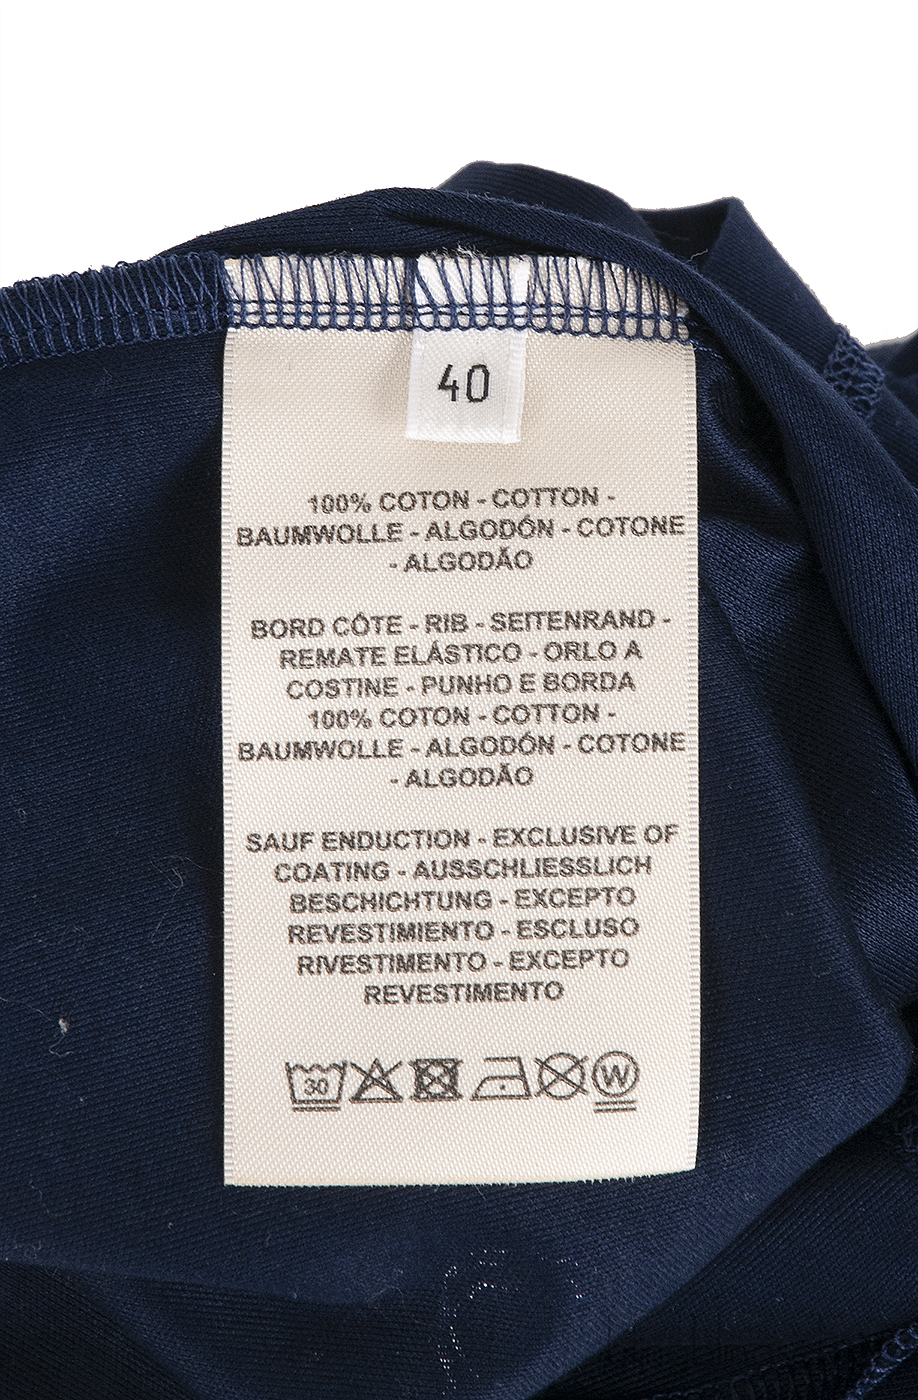 40
100% COTON - COTTON -
BAUMWOLLE - ALGODÓN - COTONE
- ALGODÃO
BORD CÔTE - RIB - SEITENRAND -
REMATE ELÁSTICO - ORLO A
COSTINE - PUNHO E BORDA
100% COTON - COTTON -
BAUMWOLLE - ALGODÓN - COTONE
- ALGODÃO
SAUF ENDUCTION - EXCLUSIVE OF
COATING - AUSSCHLIESSLICH
BESCHICHTUNG - EXCEPTO
REVESTIMIENTO - ESCLUSO
RIVESTIMENTO - EXCEPTO
REVESTIMENTO
30 W